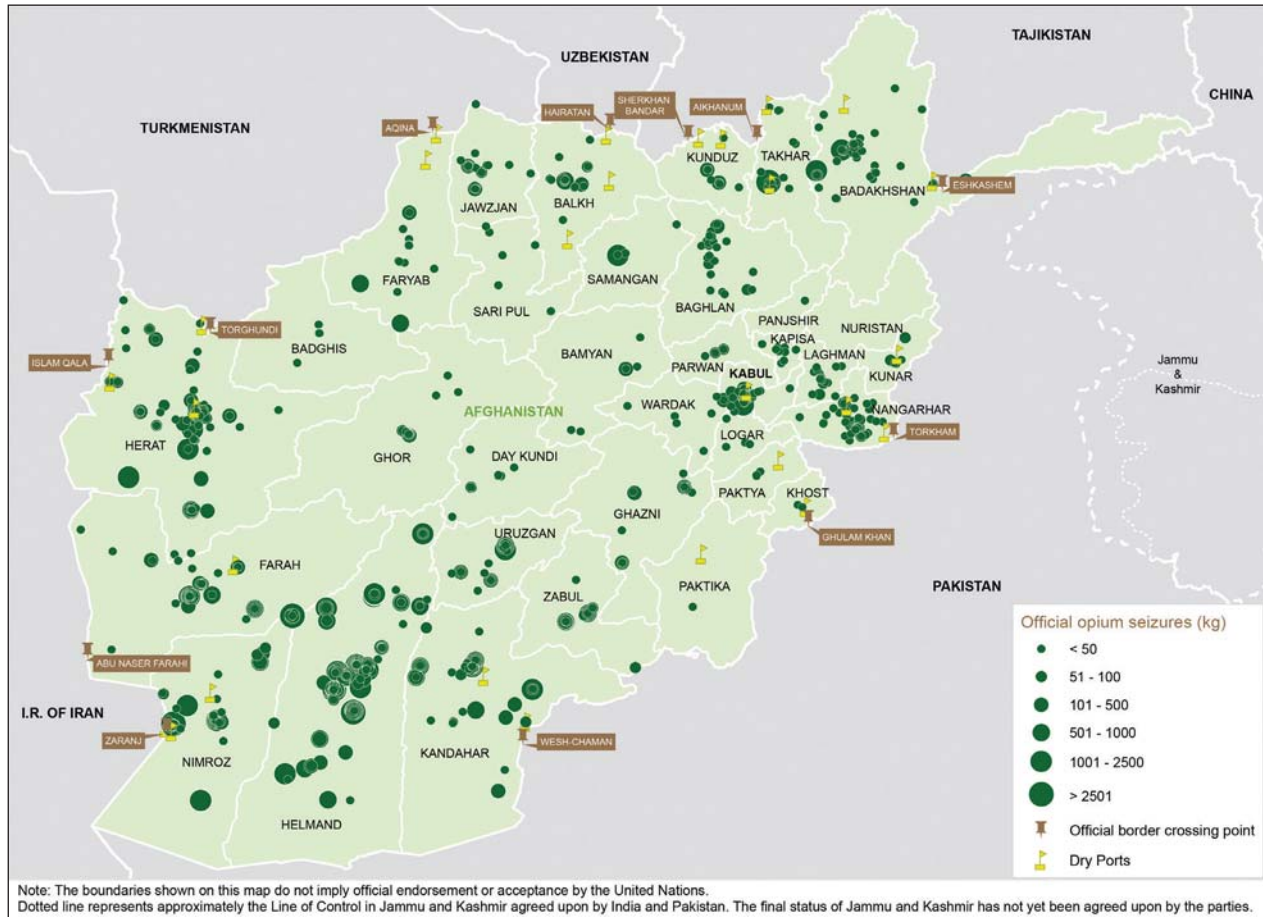 UZBEKISTAN
TAJIKISTAN
CHINA
TURKMENISTAN
AQINA
HAIRATAN
SHERKHAN
BANDAR
AIKHANUM
KUNDUZ
TAKHAR
BADAKHSHAN
ESHKASHEM
JAWZJAN
BALKH
FARYAB
SARI PUL
SAMANGAN
BAGHLAN
TORGHUNDI
ISLAM QALA
BADGHIS
BAMYAN
PANJSHIR
KAPISA
NURISTAN
PARWAN
LAGHMAN
KUNAR
KABUL
Jammu
&
Kashmir
WARDAK
NANGARHAR
TORKHAM
AFGHANISTAN
HERAT
GHOR
LOGAR
DAY KUNDI
PAKTYA
KHOST
GHAZNI
GHULAM KHAN
URUZGAN
FARAH
PAKTIKA
PAKISTAN
ZABUL
ABU NASER FARAHI
I.R. OF IRAN
ZARANJ
NIMROZ
KANDAHAR
WESH-CHAMAN
HELMAND
Official opium seizures (kg)
< 50
51 - 100
101 - 500
501 - 1000
1001 - 2500
> 2501
Official border crossing point
Dry Ports
Note: The boundaries shown on this map do not imply official endorsement or acceptance by the United Nations.
Dotted line represents approximately the Line of Control in Jammu and Kashmir agreed upon by India and Pakistan. The final status of Jammu and Kashmir has not yet been agreed upon by the parties.